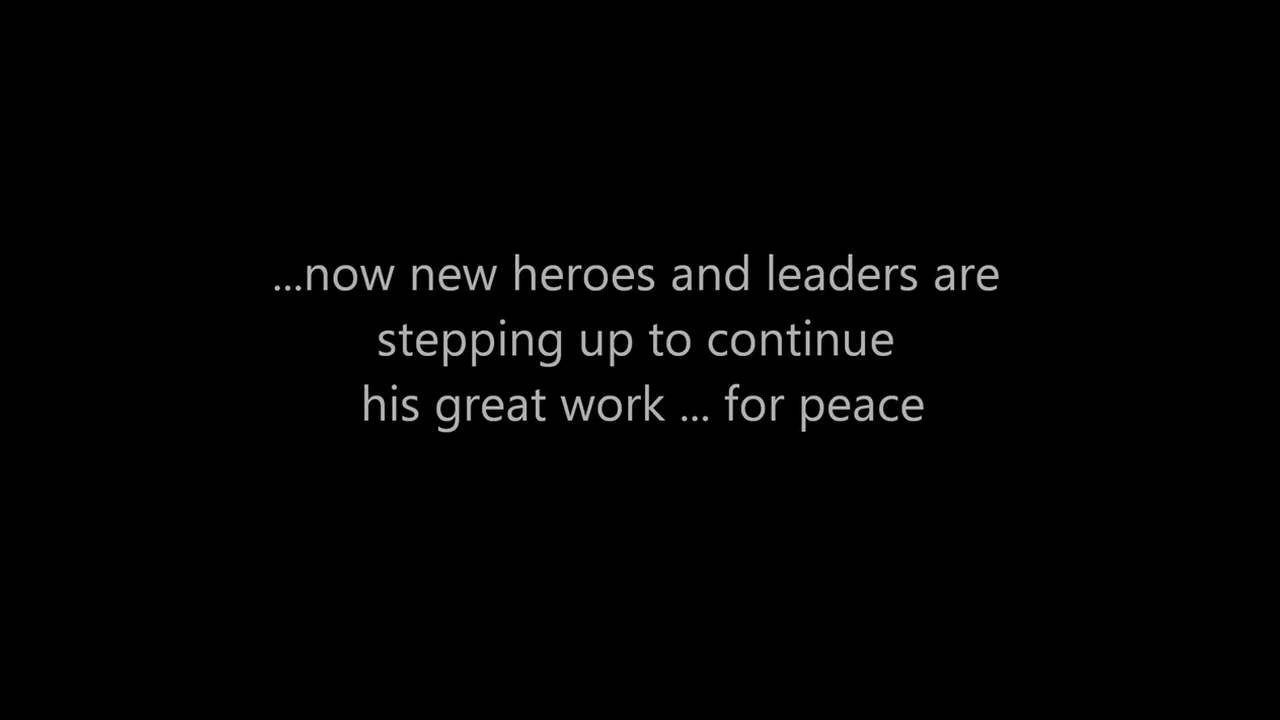 ...now new heroes and leaders are
stepping up to continue
his great work ... for peace